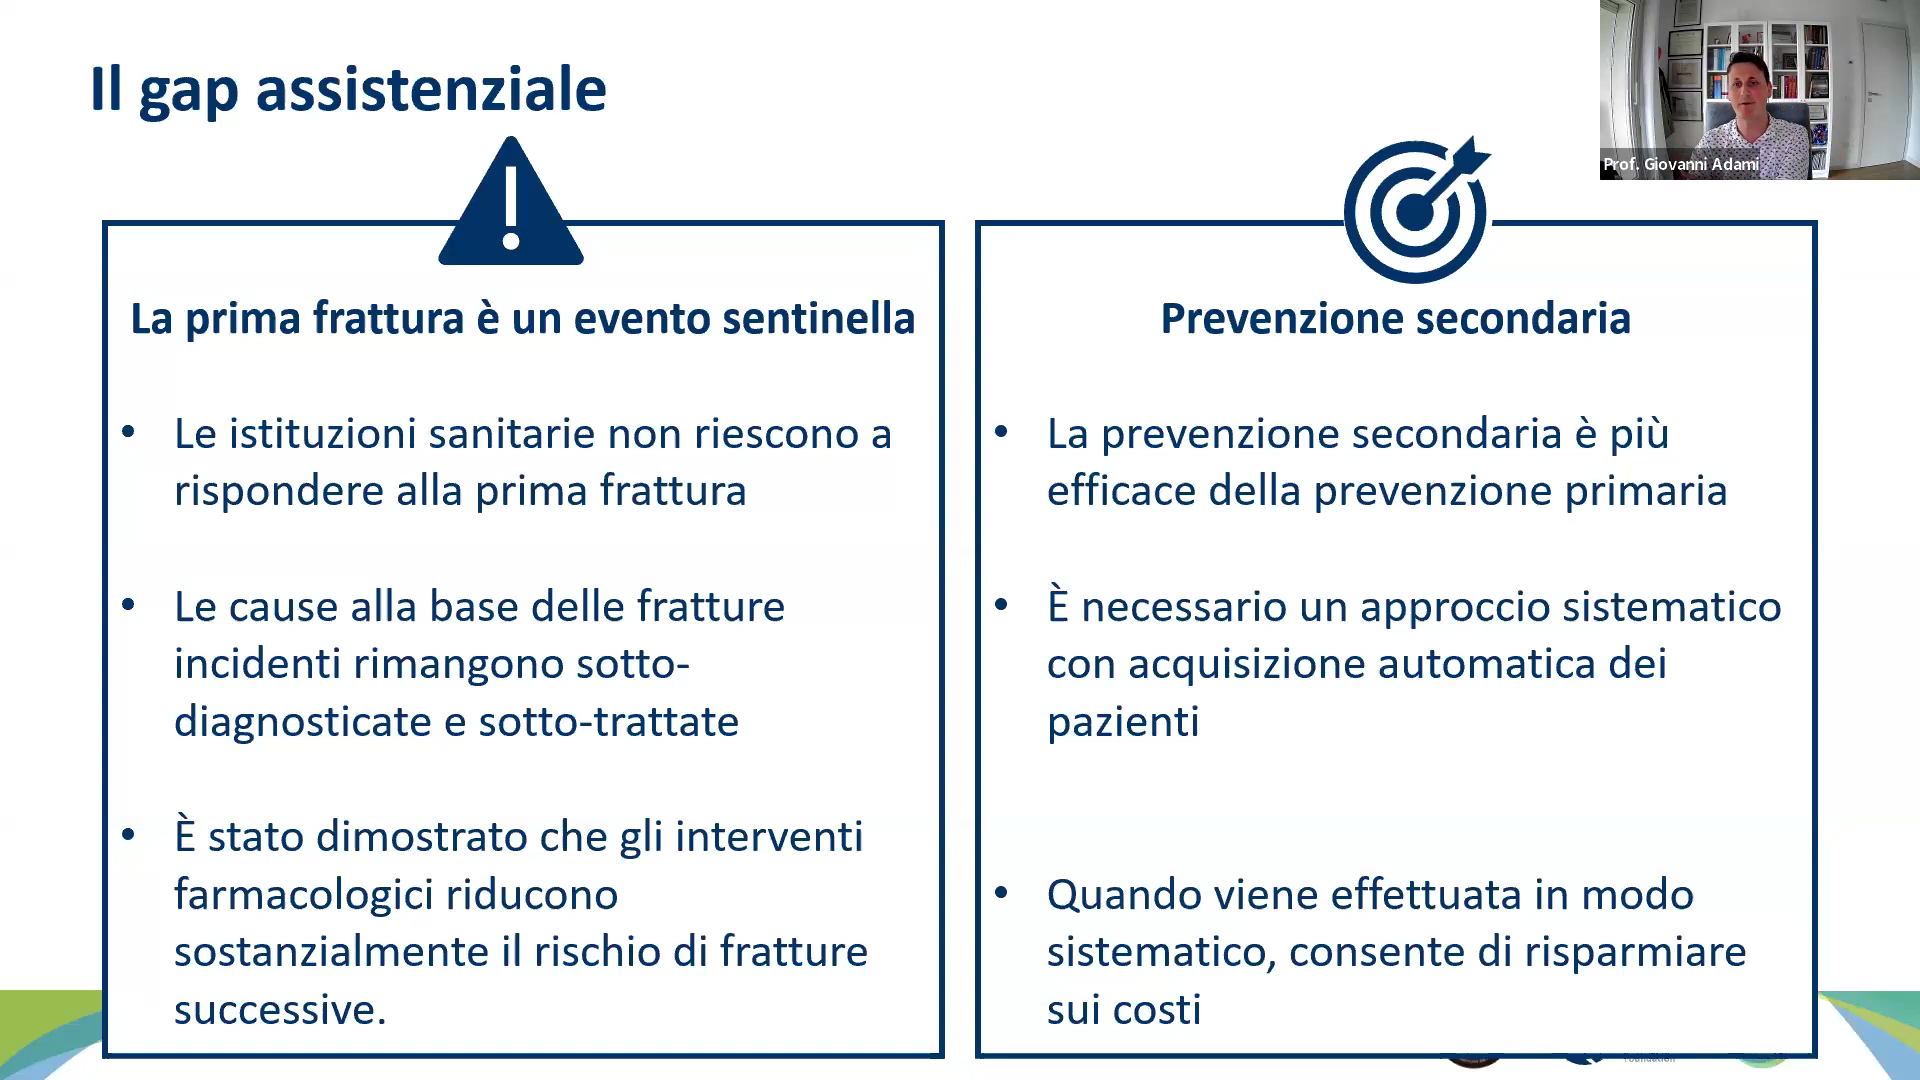 Il gap assistenziale
Prof. Giovanni Adami
La prima frattura è un evento sentinella
• Le istituzioni sanitarie non riescono a
rispondere alla prima frattura
• Le cause alla base delle fratture
incidenti rimangono sotto-
diagnosticate e sotto-trattate
• È stato dimostrato che gli interventi
farmacologici riducono
sostanzialmente il rischio di fratture
successive.
Prevenzione secondaria
• La prevenzione secondaria è più
efficace della prevenzione primaria
• È necessario un approccio sistematico
con acquisizione automatica dei
pazienti
• Quando viene effettuata in modo
sistematico, consente di risparmiare
sui costi